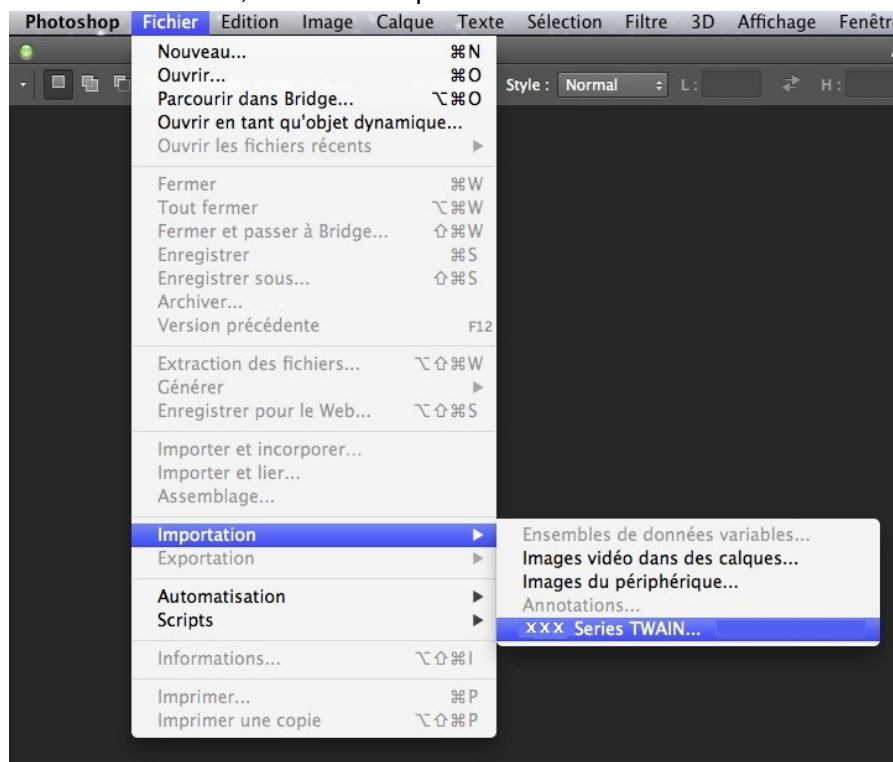 Photoshop Fichier Edition Image Calque Texte Sélection Filtre 3D Affichage Fenêtr
Style : Normal L : H :
Nouveau... ⌘N
Ouvrir... ⌘O
Parcourir dans Bridge... ⌥⌘O
Ouvrir en tant qu'objet dynamique...
Ouvrir les fichiers récents ▶
Fermer ⌘W
Tout fermer ⌥⌘W
Fermer et passer à Bridge... ⇧⌘W
Enregistrer ⌘S
Enregistrer sous... ⇧⌘S
Archiver...
Version précédente F12
Extraction des fichiers... ⌥⇧⌘W
Générer ▶
Enregistrer pour le Web... ⌥⇧⌘S
Importer et incorporer...
Importer et lier...
Assemblage...
Importation ▶
Exportation ▶
Automatisation ▶
Scripts ▶
Informations... ⌥⇧⌘I
Imprimer... ⌘P
Imprimer une copie ⌥⇧⌘P
Ensembles de données variables...
Images vidéo dans des calques...
Images du périphérique...
Annotations...
XXX Series TWAIN...